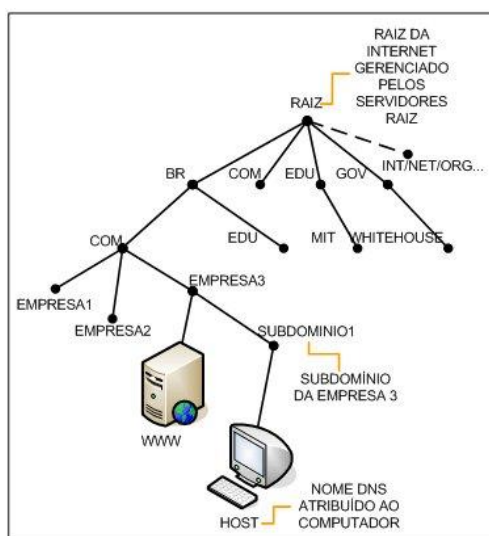 RAIZ DA
INTERNET
GERENCIADO
PELOS
SERVIDORES
RAIZ
RAIZ
INT/NET/ORG...
BR
COM
EDU
GOV
COM
EDU
MIT
WHITEHOUSE
EMPRESA1
EMPRESA2
EMPRESA3
SUBDOMINIO1
SUBDOMÍNIO
DA EMPRESA 3
WWW
NOME DNS
ATRIBUÍDO AO
COMPUTADOR
HOST